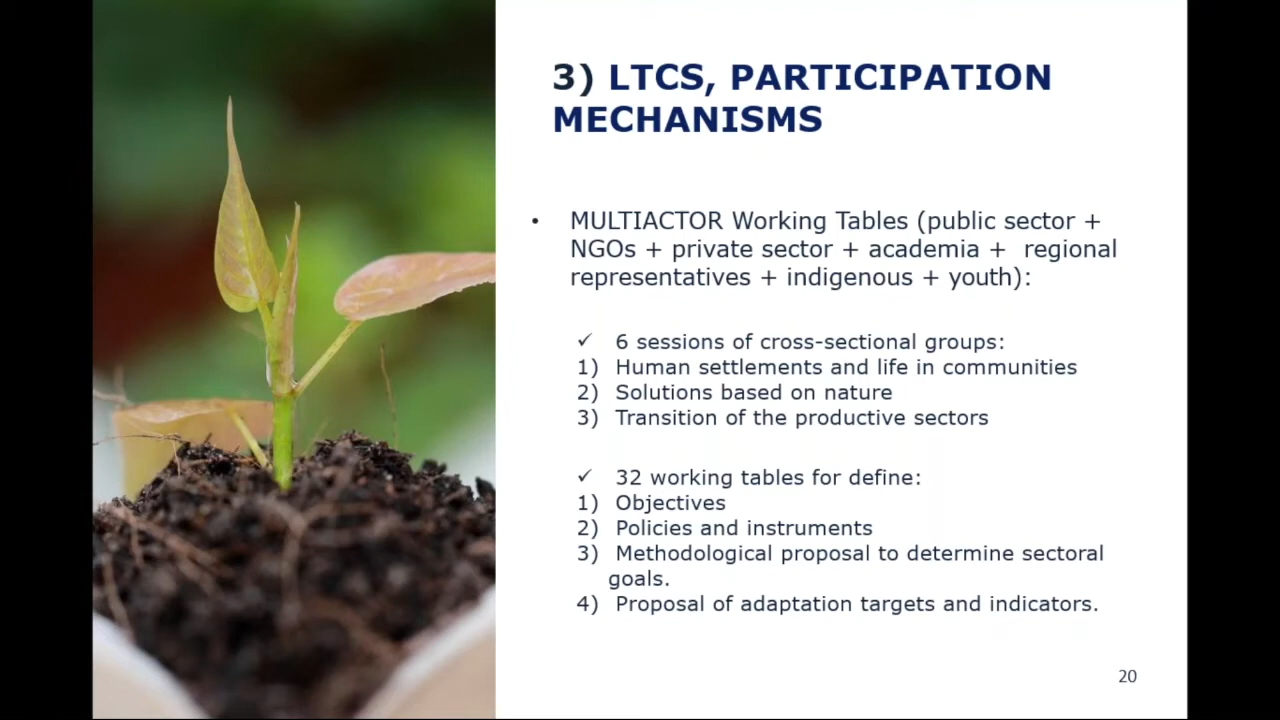 3) LTCS, PARTICIPATION
MECHANISMS
• MULTIACTOR Working Tables (public sector +
NGOs + private sector + academia + regional
representatives + indigenous + youth):
✓ 6 sessions of cross-sectional groups:
1) Human settlements and life in communities
2) Solutions based on nature
3) Transition of the productive sectors
✓ 32 working tables for define:
1) Objectives
2) Policies and instruments
3) Methodological proposal to determine sectoral
goals.
4) Proposal of adaptation targets and indicators.
20